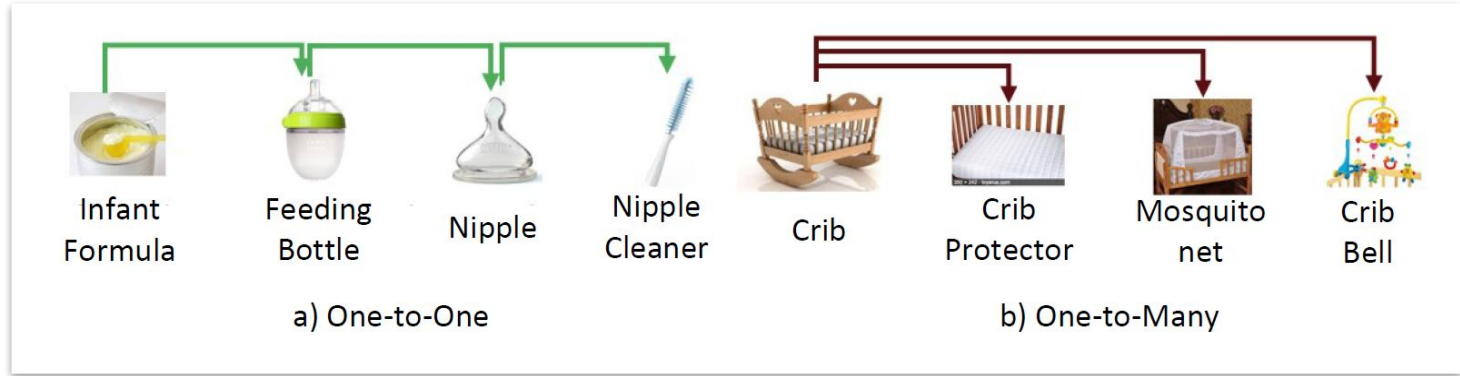 Infant
Formula
Feeding
Bottle
Nipple
Nipple
Cleaner
Crib
Crib
Protector
Mosquito
net
Crib
Bell
a) One-to-One
b) One-to-Many